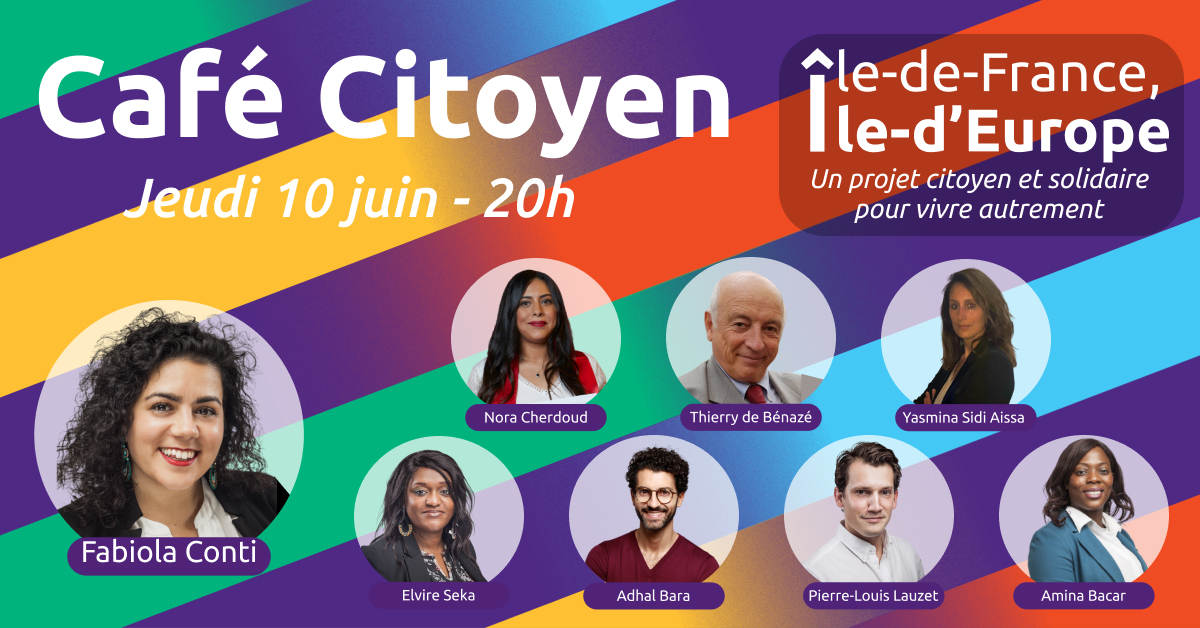 Café Citoyen
Jeudi 10 juin - 20h
Île-de-France,
Île-d’Europe
Un projet citoyen et solidaire
pour vivre autrement
Fabiola Conti
Nora Cherdoud
Thierry de Bénazé
Yasmina Sidi Aissa
Elvire Seka
Adhal Bara
Pierre-Louis Lauzet
Amina Bacar